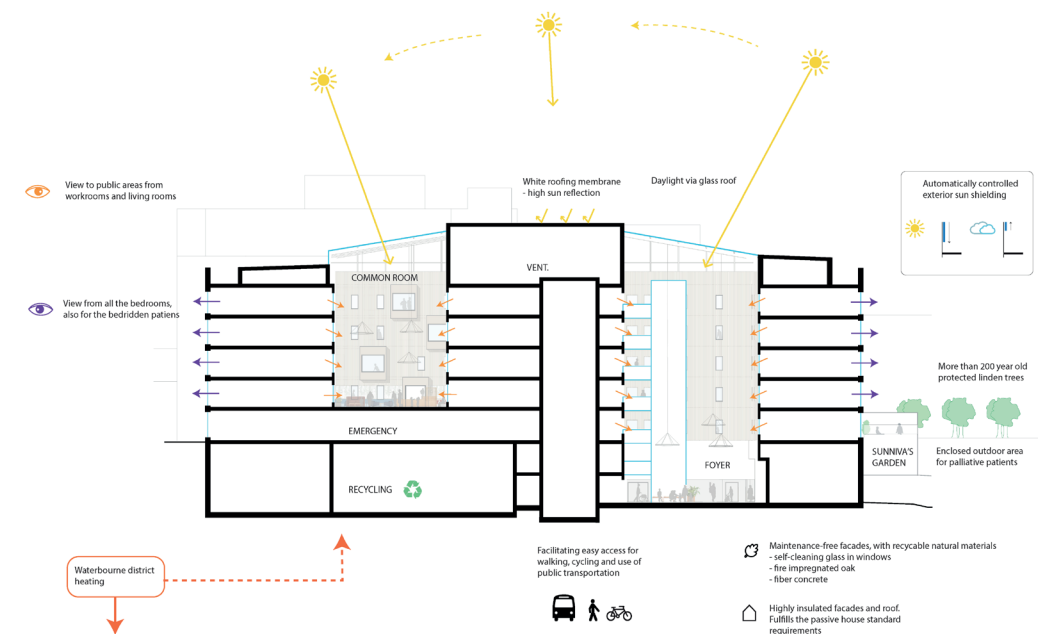 View to public areas from
workrooms and living rooms
White roofing membrane
- high sun reflection
Daylight via glass roof
Automatically controlled
exterior sun shielding
COMMON ROOM
VENT.
View from all the bedrooms,
also for the bedridden patiens
More than 200 year old
protected linden trees
EMERGENCY
SUNNIVA'S
GARDEN
Enclosed outdoor area
for palliative patients
FOYER
RECYCLING
Waterbourne district
heating
Facilitating easy access for
walking, cycling and use of
public transportation
Maintenance-free facades, with recycable natural materials
- self-cleaning glass in windows
- fire impregnated oak
- fiber concrete
Highly insulated facades and roof.
Fulfills the passive house standard
requirements